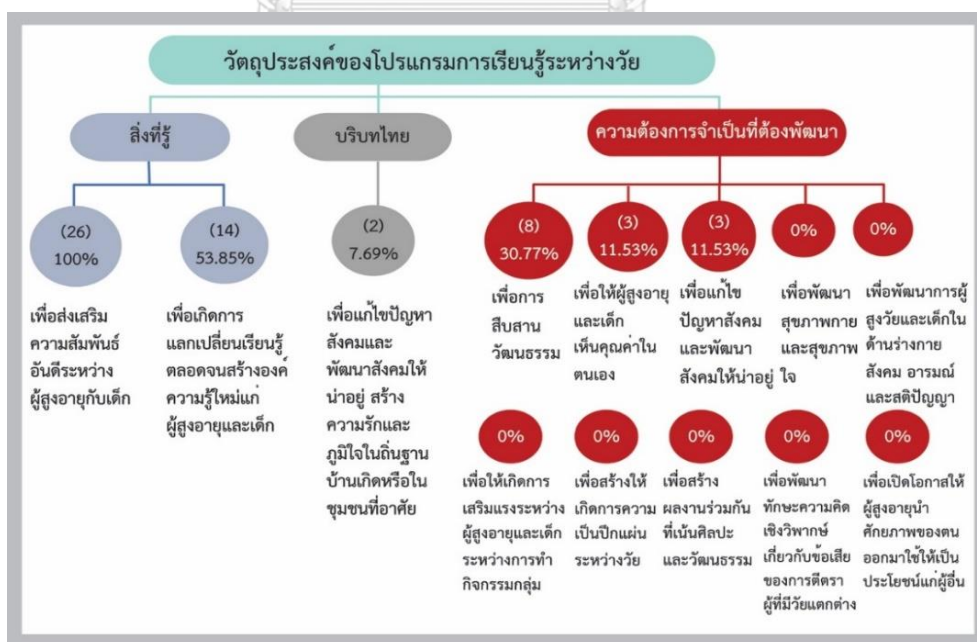 วัตถุประสงค์ของโปรแกรมการเรียนรู้ระหว่างวัย
สิ่งที่รู้
บริบทไทย
ความต้องการจำเป็นที่ต้องพัฒนา
(26)
100%
(14)
53.85%
(2)
7.69%
(8)
30.77%
(3)
11.53%
(3)
11.53%
0%
0%
เพื่อส่งเสริม
ความสัมพันธ์
อันดีระหว่าง
ผู้สูงอายุกับเด็ก
เพื่อเกิดการ
แลกเปลี่ยนเรียนรู้
ตลอดจนสร้างองค์
ความรู้ใหม่แก่
ผู้สูงอายุและเด็ก
เพื่อแก้ไขปัญหา
สังคมและ
พัฒนาสังคมให้
น่าอยู่ สร้าง
ความรักและ
ภูมิใจในถิ่นฐาน
บ้านเกิดหรือใน
ชุมชนที่อาศัย
เพื่อการ
สืบสาน
วัฒนธรรม
เพื่อให้ผู้สูงอายุ
และเด็ก
เห็นคุณค่าใน
ตนเอง
เพื่อแก้ไข
ปัญหาสังคม
และพัฒนา
สังคมให้น่าอยู่
เพื่อพัฒนา
สุขภาพกาย
และสุขภาพ
ใจ
เพื่อพัฒนาการผู้
สูงวัยและเด็กใน
ด้านร่างกาย
สังคม อารมณ์
และสติปัญญา
0%
0%
0%
0%
0%
เพื่อให้เกิดการ
เสริมแรงระหว่าง
ผู้สูงอายุและเด็ก
ระหว่างการทำ
กิจกรรมกลุ่ม
เพื่อสร้างให้
เกิดการความ
เป็นปึกแผ่น
ระหว่างวัย
เพื่อสร้าง
ผลงานร่วมกัน
ที่เน้นศิลปะ
และวัฒนธรรม
เพื่อพัฒนา
ทักษะความคิด
เชิงวิพากษ์
เกี่ยวกับข้อเสีย
ของการตีตรา
ผู้ที่มีวัยแตกต่าง
เพื่อเปิดโอกาสให้
ผู้สูงอายุนำ
ศักยภาพของตน
ออกมาใช้ให้เป็น
ประโยชน์แก่ผู้อื่น